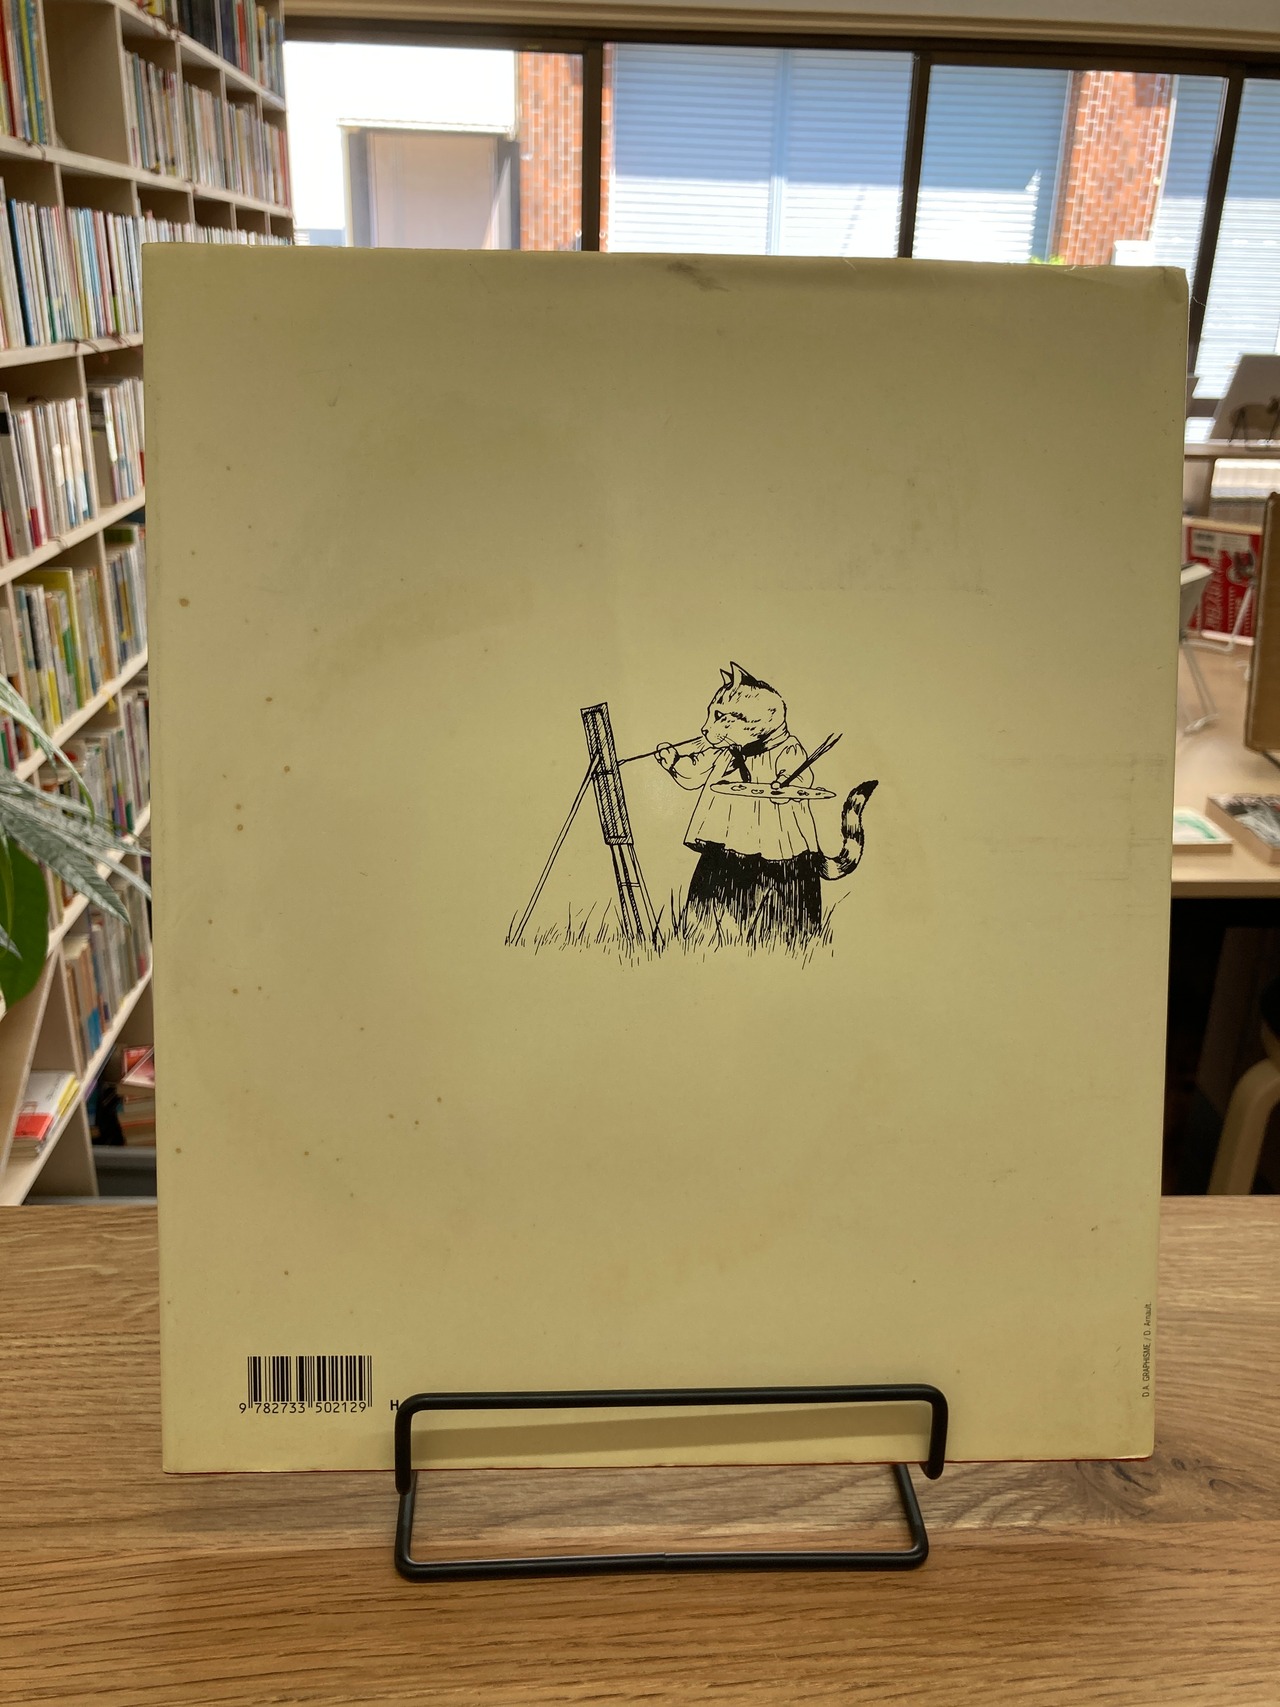 9 782733 502129
H
D.A. GRAPHISME / D. Arnault.